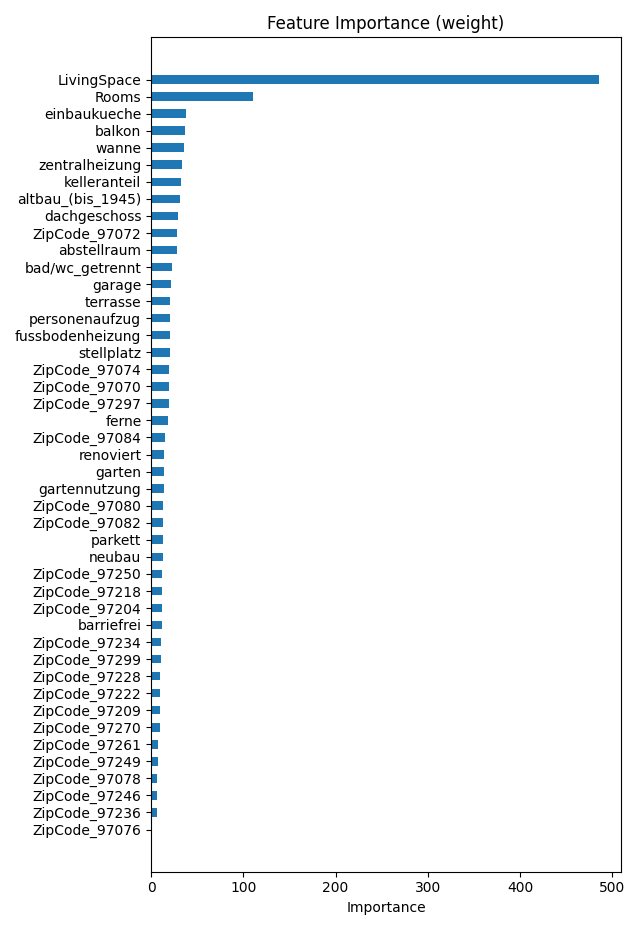 Feature Importance (weight)
LivingSpace
Rooms
einbaukueche
balkon
wanne
zentralheizung
kelleranteil
altbau_(bis_1945)
dachgeschoss
ZipCode_97072
abstellraum
bad/wc_getrennt
garage
terrasse
personenaufzug
fussbodenheizung
stellplatz
ZipCode_97074
ZipCode_97070
ZipCode_97297
ferne
ZipCode_97084
renoviert
garten
gartennutzung
ZipCode_97080
ZipCode_97082
parkett
neubau
ZipCode_97250
ZipCode_97218
ZipCode_97204
barriefrei
ZipCode_97234
ZipCode_97299
ZipCode_97228
ZipCode_97222
ZipCode_97209
ZipCode_97270
ZipCode_97261
ZipCode_97249
ZipCode_97078
ZipCode_97246
ZipCode_97236
ZipCode_97076
0 100 200 300 400 500
Importance